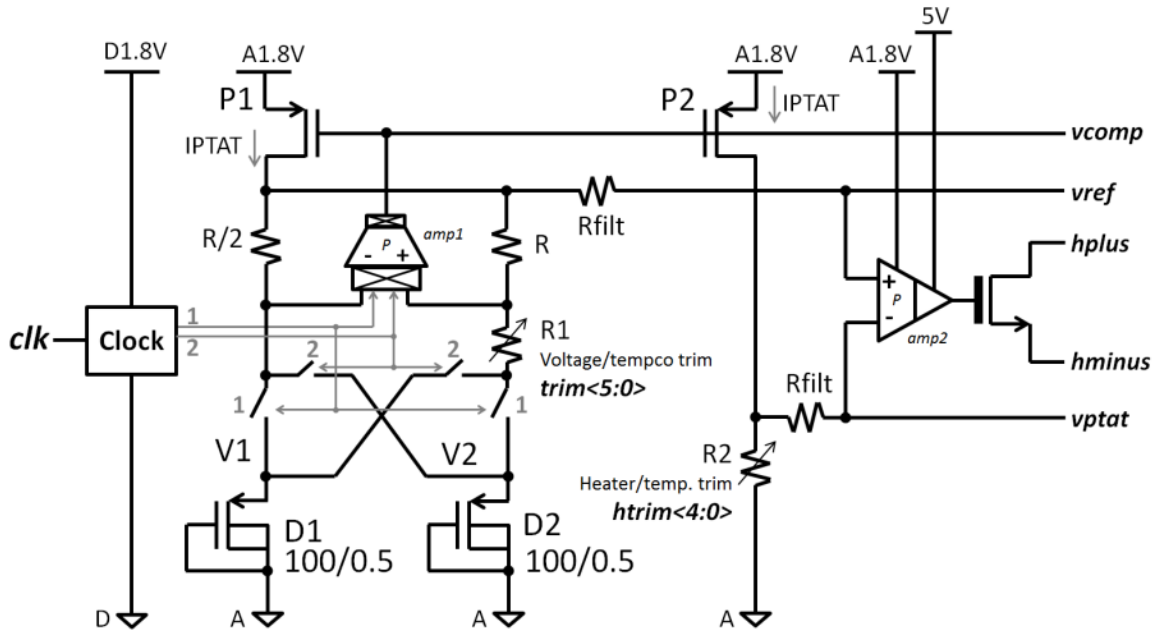 5V
D1.8V
A1.8V
A1.8V
A1.8V
P1
P2
IPTAT
IPTAT
vcomp
vref
Rfilt
R/2
P
amp1
R
- +
hplus
+
P
-
amp2
clk
Clock
1
2
R1
Voltage/tempco trim
trim<5:0>
2
2
hminus
1
1
Rfilt
vptat
V1
V2
R2
Heater/temp. trim
htrim<4:0>
D1
100/0.5
D2
100/0.5
D
A
A
A